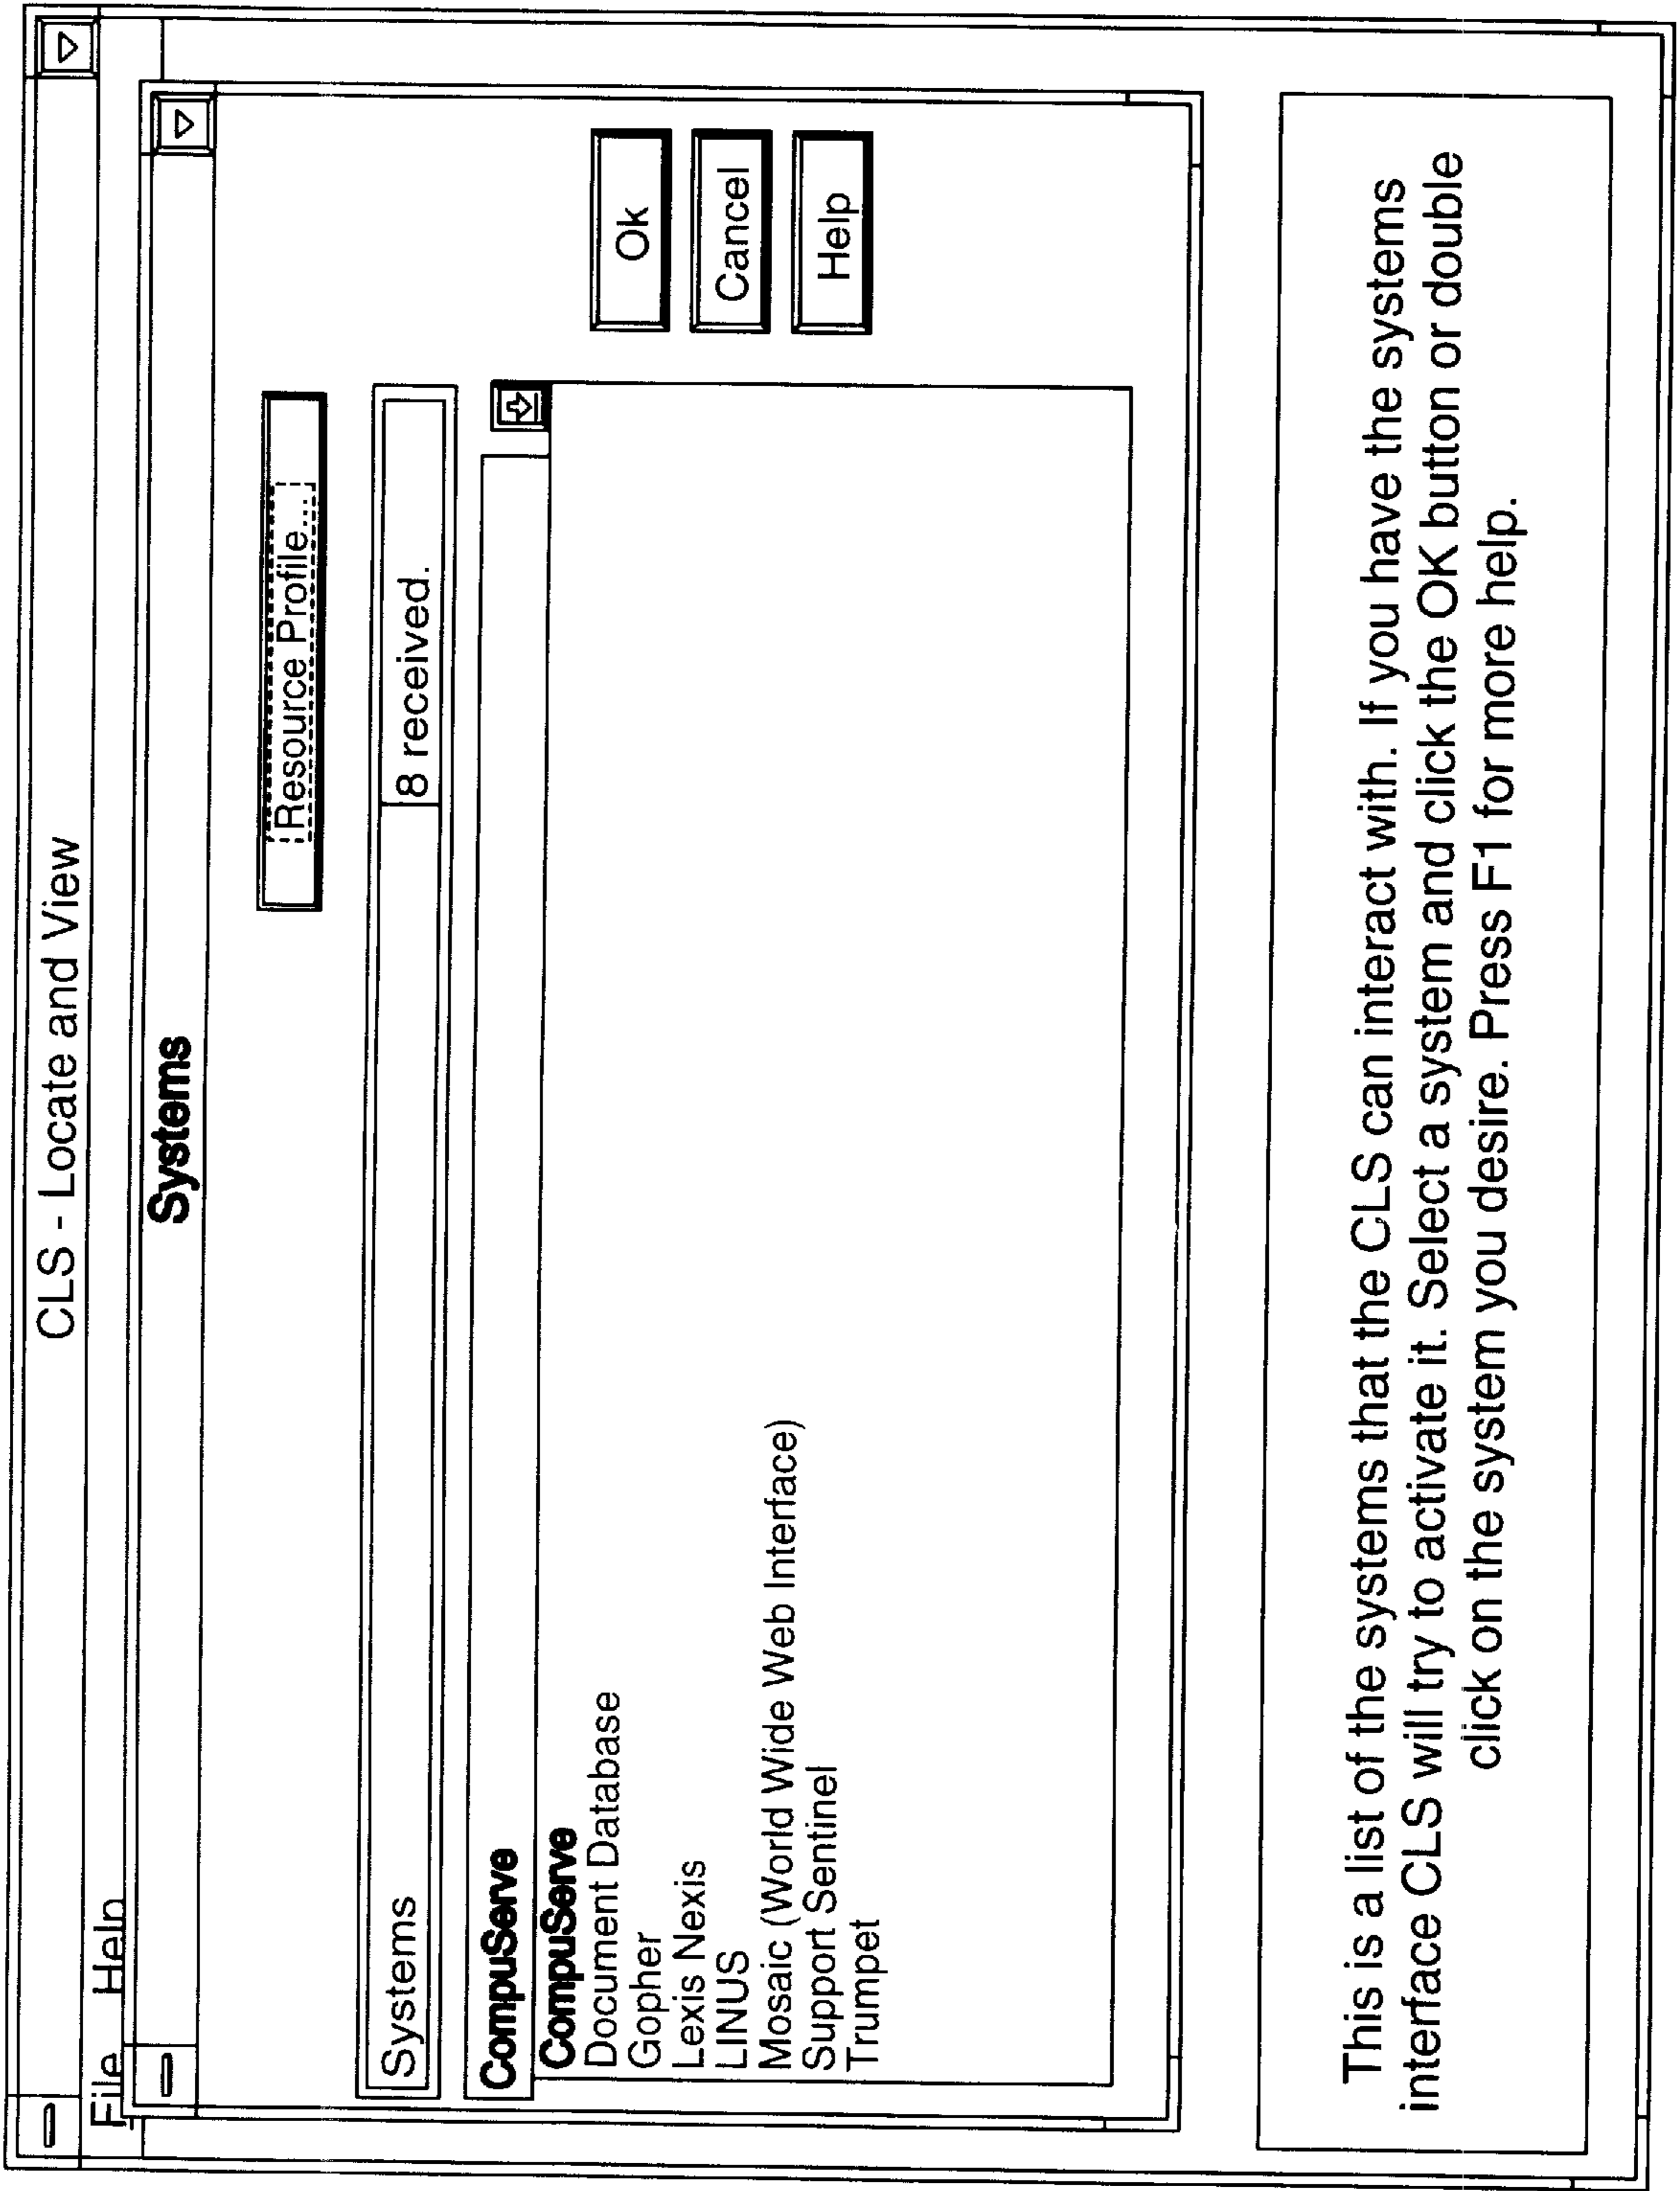 CLS - Locate and View
File Help
Systems
Resource Profile...
Systems 8 received.
CompuServe
CompuServe
Document Database
Gopher
Lexis Nexis
LINUS
Mosaic (World Wide Web Interface)
Support Sentinel
Trumpet
Ok
Cancel
Help
This is a list of the systems that the CLS can interact with. If you have the systems
interface CLS will try to activate it. Select a system and click the OK button or double
click on the system you desire. Press F1 for more help.